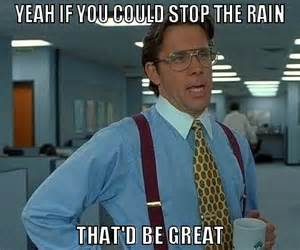 YEAH IF YOU COULD STOP THE RAIN
THAT'D BE GREAT